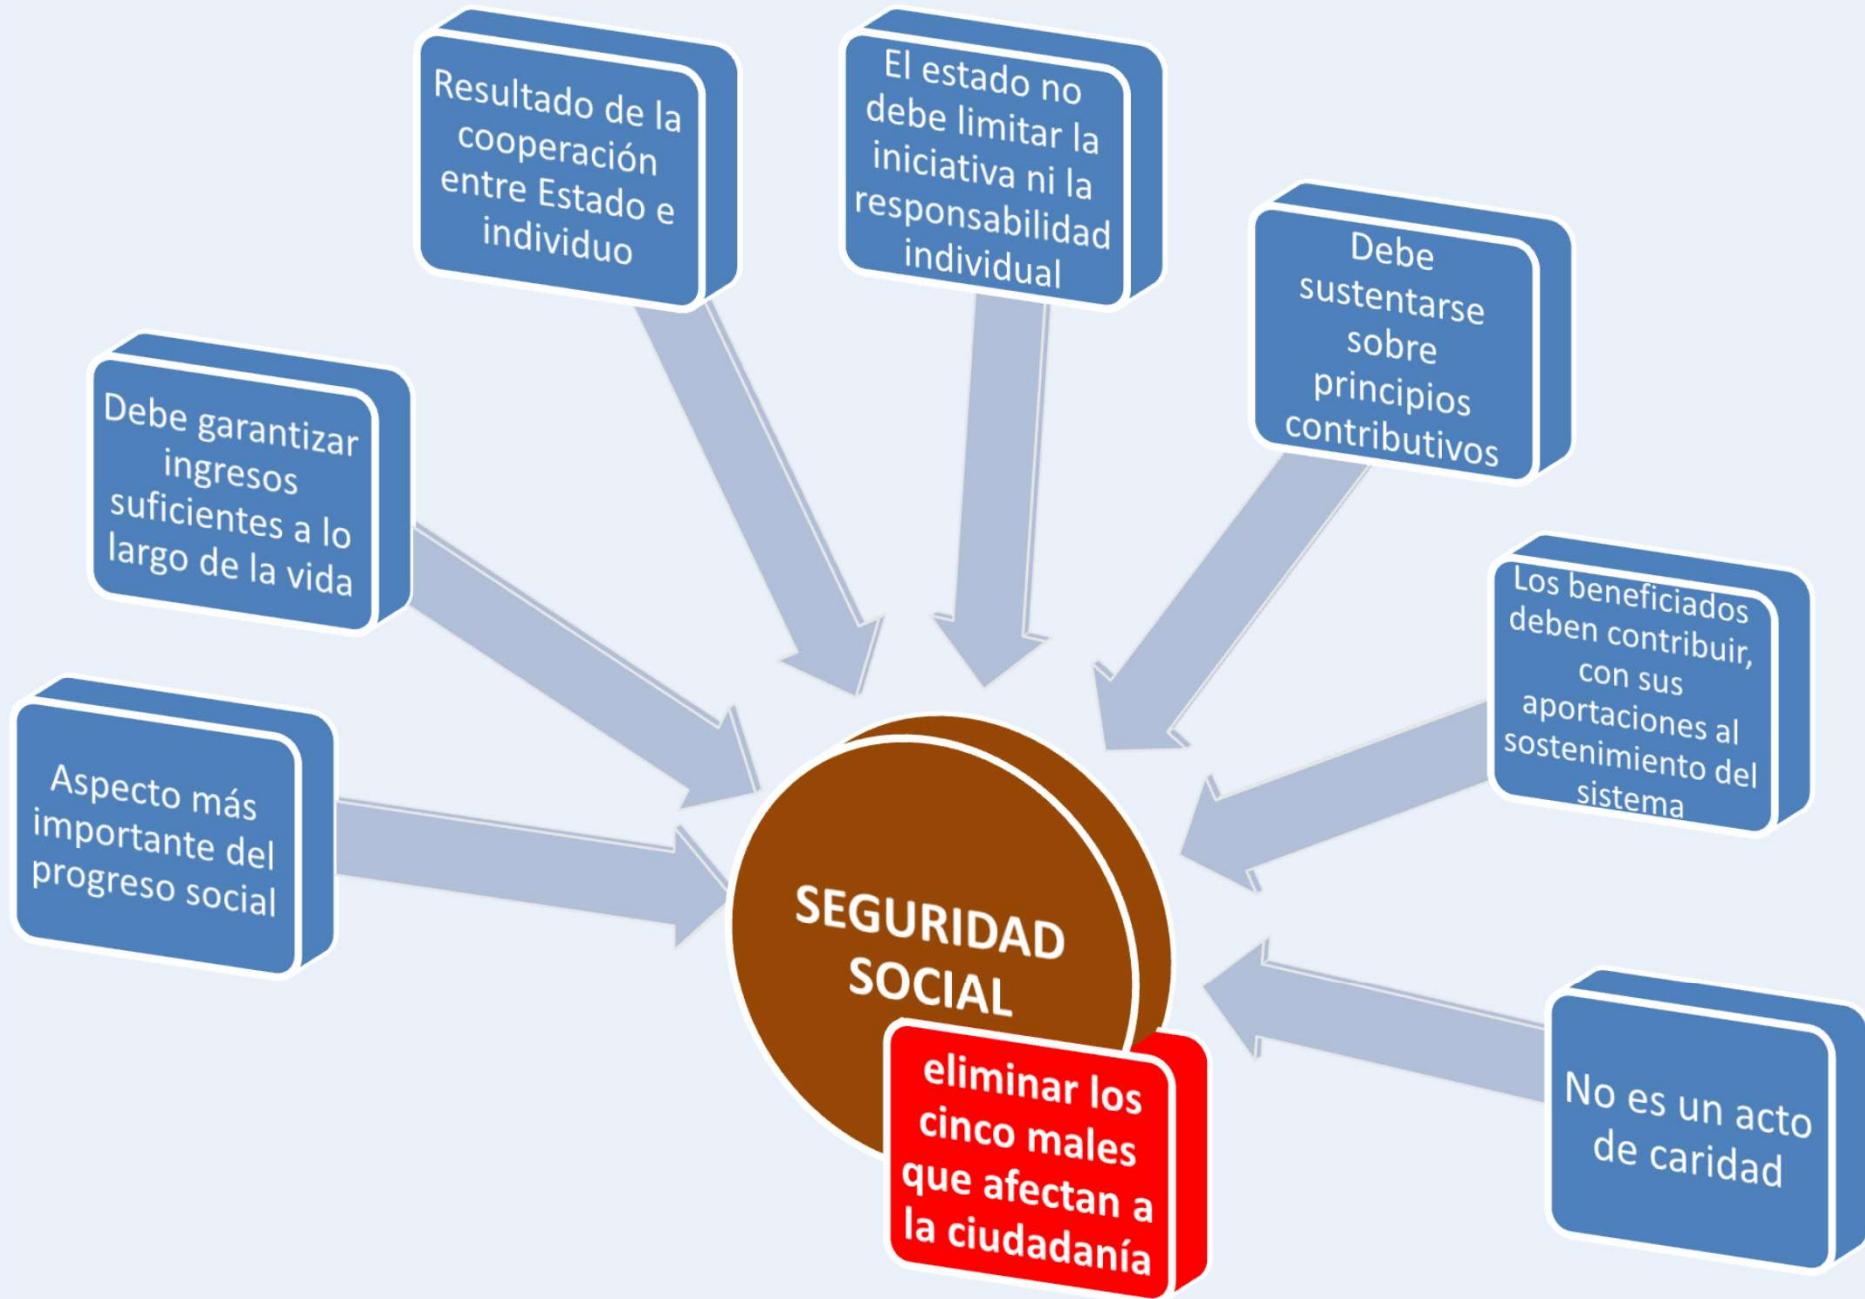 Resultado de la
cooperación
entre Estado e
individuo
El estado no
debe limitar la
iniciativa ni la
responsabilidad
individual
Debe
sustentarse
sobre
principios
contributivos
Debe garantizar
ingresos
suficientes a lo
largo de la vida
Los beneficiados
deben contribuir,
con sus
aportaciones al
sostenimiento del
sistema
Aspecto más
importante del
progreso social
SEGURIDAD
SOCIAL
eliminar los
cinco males
que afectan a
la ciudadanía
No es un acto
de caridad